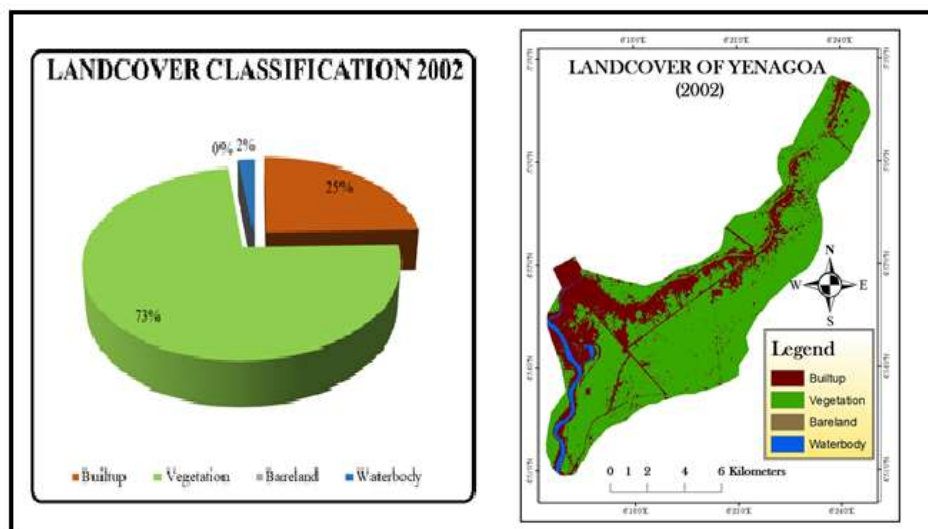 LANDCOVER CLASSIFICATION 2002
0%
2%
25%
73%
Builtup
Vegetation
Bareland
Waterbody
LANDCOVER OF YENAGOA
(2002)
N
W
E
S
Legend
Builtup
Vegetation
Bareland
Waterbody
0 1 2 4 6 Kilometers